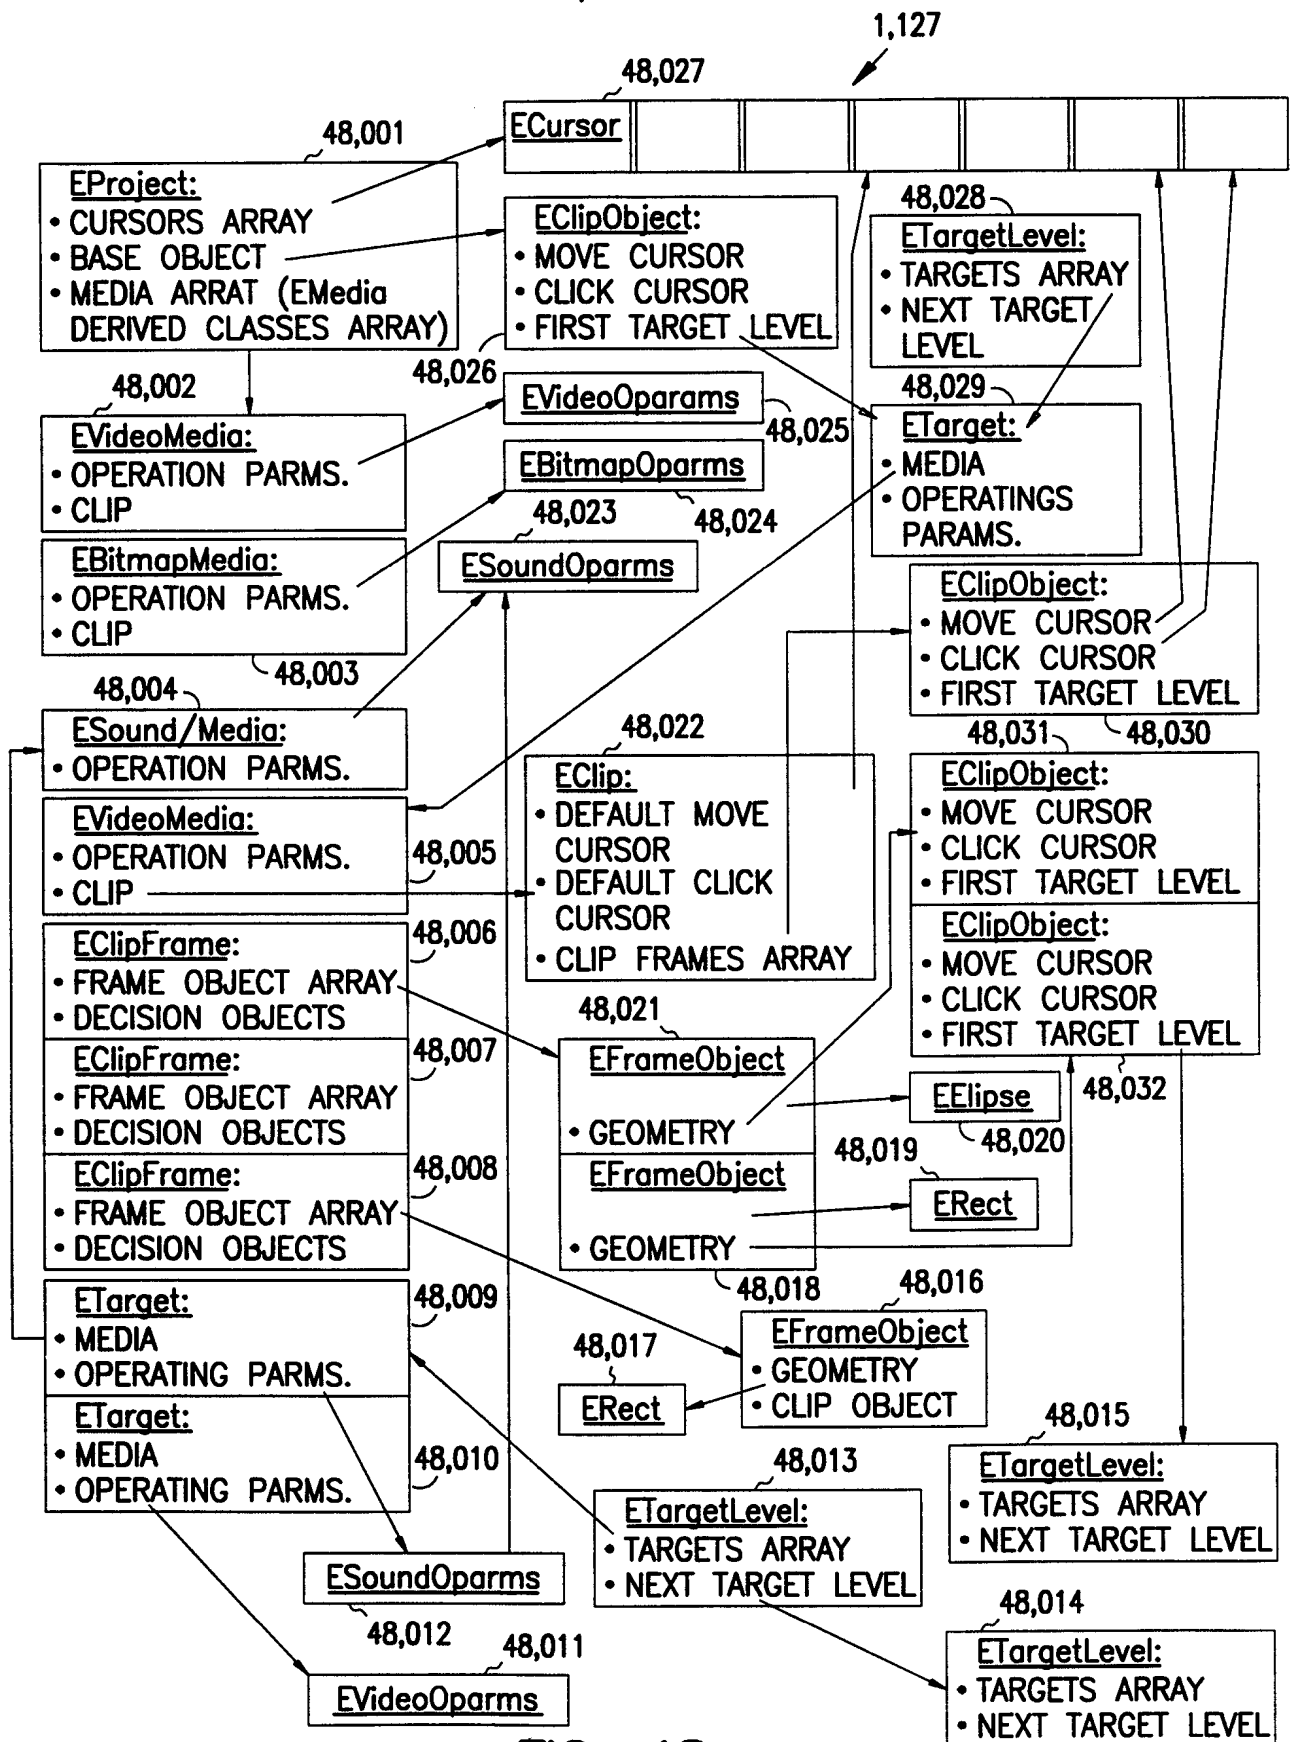 1,127
48,027
ECursor
48,001
EProject:
• CURSORS ARRAY
• BASE OBJECT
• MEDIA ARRAT (EMedia
DERIVED CLASSES ARRAY)
EClipObject:
• MOVE CURSOR
• CLICK CURSOR
• FIRST TARGET LEVEL
48,026
48,028
ETargetLevel:
• TARGETS ARRAY
• NEXT TARGET
LEVEL
48,002
EVideoMedia:
• OPERATION PARMS.
• CLIP
EVideoOparams
48,025
48,029
ETarget:
• MEDIA
• OPERATINGS
PARAMS.
EBitmapOparms
48,024
EBitmapMedia:
• OPERATION PARMS.
• CLIP
48,003
48,023
ESoundOparms
EClipObject:
• MOVE CURSOR
• CLICK CURSOR
• FIRST TARGET LEVEL
48,030
48,004
ESound/Media:
• OPERATION PARMS.
EVideoMedia:
• OPERATION PARMS.
• CLIP
48,005
48,022
EClip:
• DEFAULT MOVE
CURSOR
• DEFAULT CLICK
CURSOR
• CLIP FRAMES ARRAY
48,031
EClipObject:
• MOVE CURSOR
• CLICK CURSOR
• FIRST TARGET LEVEL
EClipObject:
• MOVE CURSOR
• CLICK CURSOR
• FIRST TARGET LEVEL
48,032
48,006
EClipFrame:
• FRAME OBJECT ARRAY
• DECISION OBJECTS
48,007
EClipFrame:
• FRAME OBJECT ARRAY
• DECISION OBJECTS
48,008
EClipFrame:
• FRAME OBJECT ARRAY
• DECISION OBJECTS
48,021
EFrameObject
• GEOMETRY
EFrameObject
• GEOMETRY
48,018
EElipse
48,020
48,019
ERect
48,009
ETarget:
• MEDIA
• OPERATING PARMS.
ETarget:
• MEDIA
• OPERATING PARMS.
48,010
48,016
EFrameObject
• GEOMETRY
• CLIP OBJECT
48,017
ERect
48,015
ETargetLevel:
• TARGETS ARRAY
• NEXT TARGET LEVEL
48,013
ETargetLevel:
• TARGETS ARRAY
• NEXT TARGET LEVEL
ESoundOparms
48,012
48,011
EVideoOparms
48,014
ETargetLevel:
• TARGETS ARRAY
• NEXT TARGET LEVEL